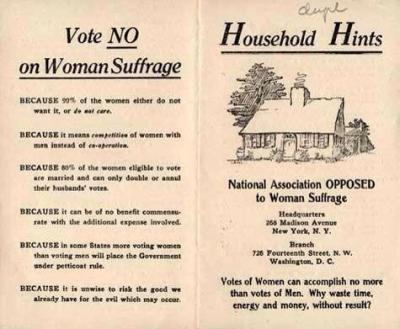 Vote NO
on Woman Suffrage
BECAUSE 90% of the women either do not
want it, or do not care.
BECAUSE it means competition of women with
men instead of co-operation.
BECAUSE 80% of the women eligible to vote
are married and can only double or annul
their husbands' votes.
BECAUSE it can be of no benefit commensu-
rate with the additional expense involved.
BECAUSE in some States more voting women
than voting men will place the Government
under petticoat rule.
BECAUSE it is unwise to risk the good we
already have for the evil which may occur.
Household Hints
National Association OPPOSED
to Woman Suffrage
Headquarters
268 Madison Avenue
New York, N. Y.
Branch
726 Fourteenth Street, N. W.
Washington, D. C.
Votes of Women can accomplish no more
than votes of Men. Why waste time,
energy and money, without result?